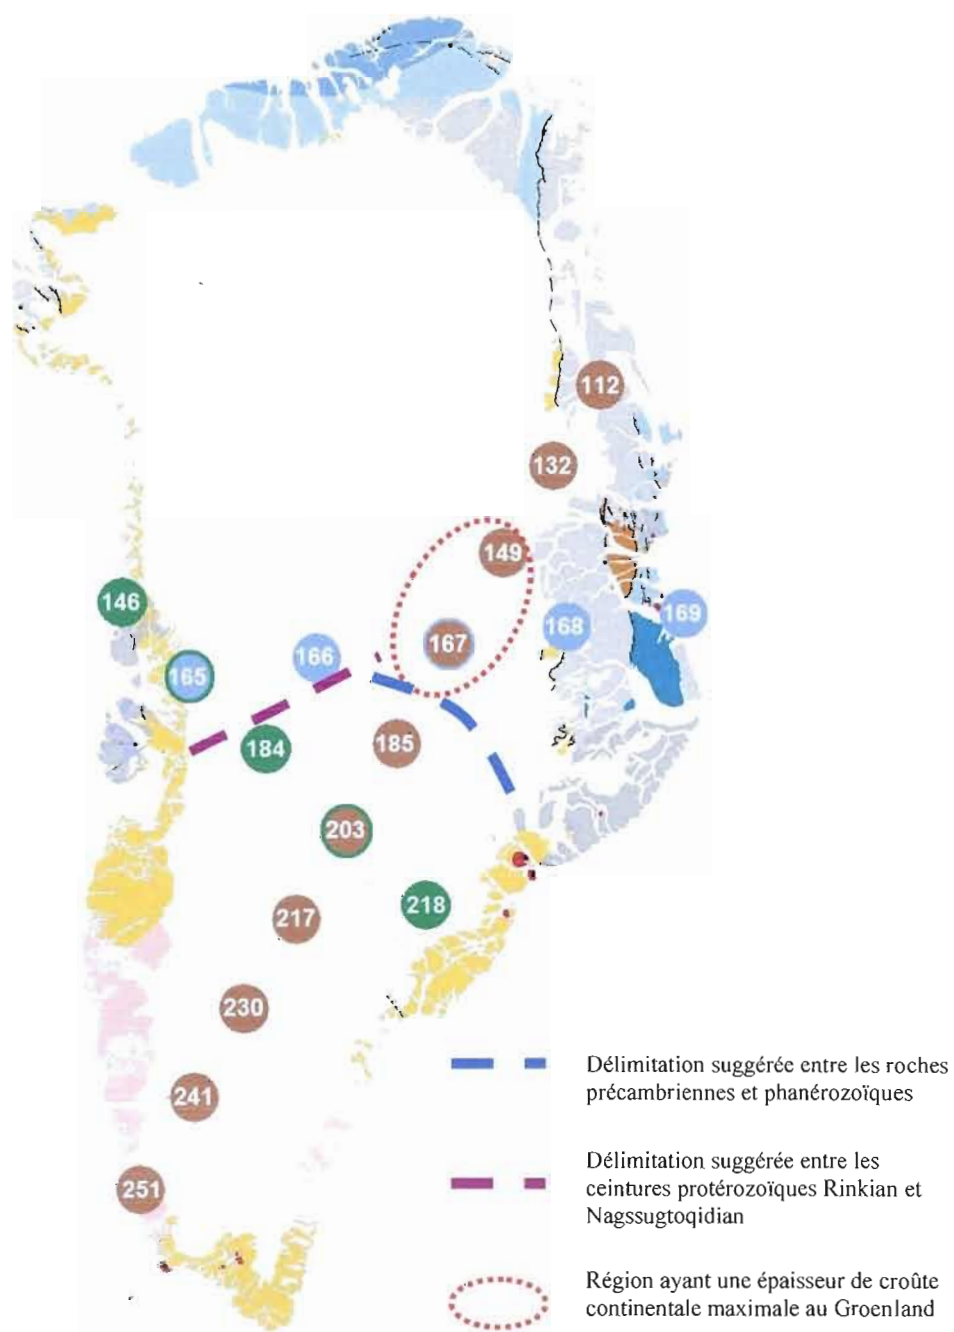 112
132
149
146
168
169
167
166
165
184
185
203
217
218
230
241
251
Délimitation suggérée entre les roches
précambriennes et phanérozoïques
Délimitation suggérée entre les
ceintures protérozoïques Rinkian et
Nagssugtoqidian
Région ayant une épaisseur de croûte
continentale maximale au Groenland